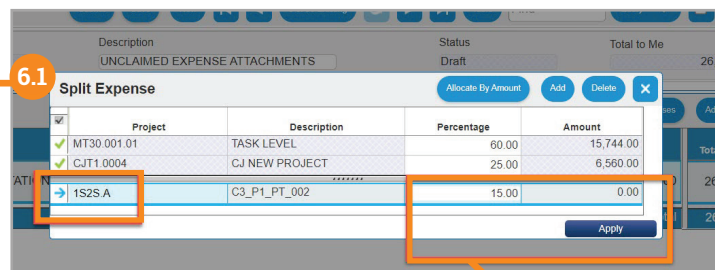 Description Status Total to Me
UNCLAIMED EXPENSE ATTACHMENTS Draft 26
6.1
Split Expense Allocate By Amount Add Delete X
Project Description Percentage Amount
MT30.001.01 TASK LEVEL 60.00 15,744.00
CJT1.0004 CJ NEW PROJECT 25.00 6,560.00
1S2S.A C3_P1_PT_002 15.00 0.00
Apply